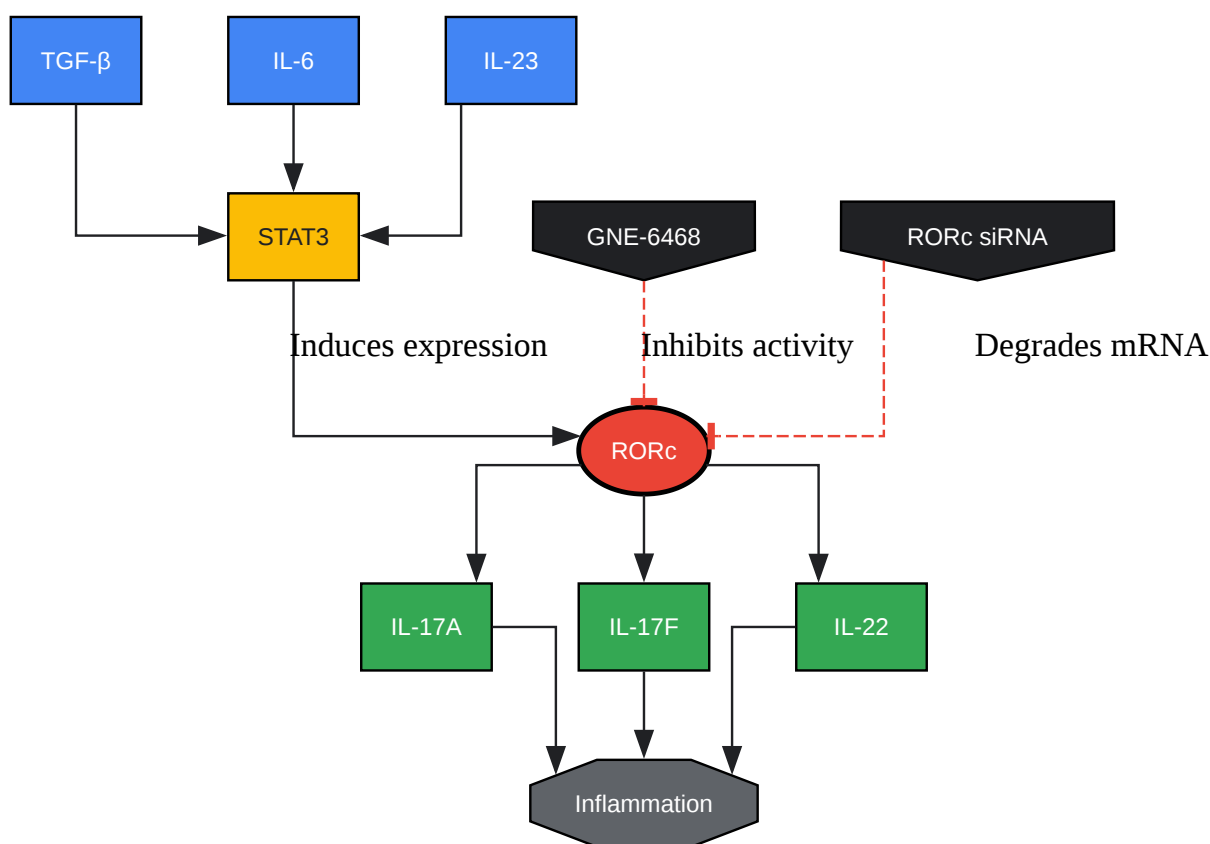 TGF-β
IL-6
IL-23
STAT3
GNE-6468
RORc siRNA
Induces expression
Inhibits activity
Degrades mRNA
RORc
IL-17A
IL-17F
IL-22
Inflammation